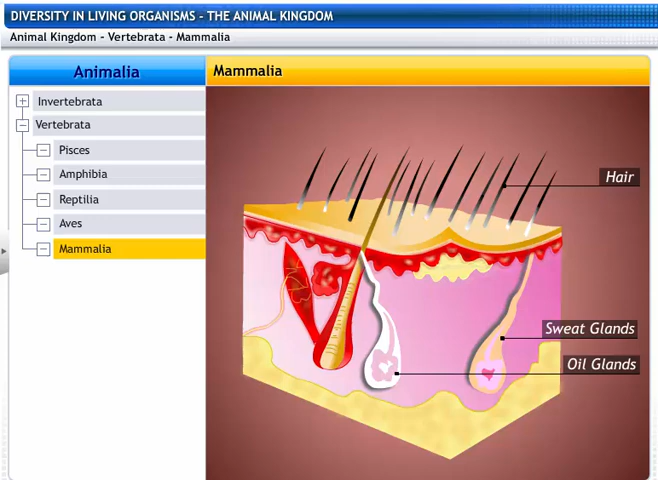 DIVERSITY IN LIVING ORGANISMS - THE ANIMAL KINGDOM
Animal Kingdom - Vertebrata - Mammalia
Animalia
Invertebrata
Vertebrata
Pisces
Amphibia
Reptilia
Aves
Mammalia
Mammalia
Hair
Sweat Glands
Oil Glands